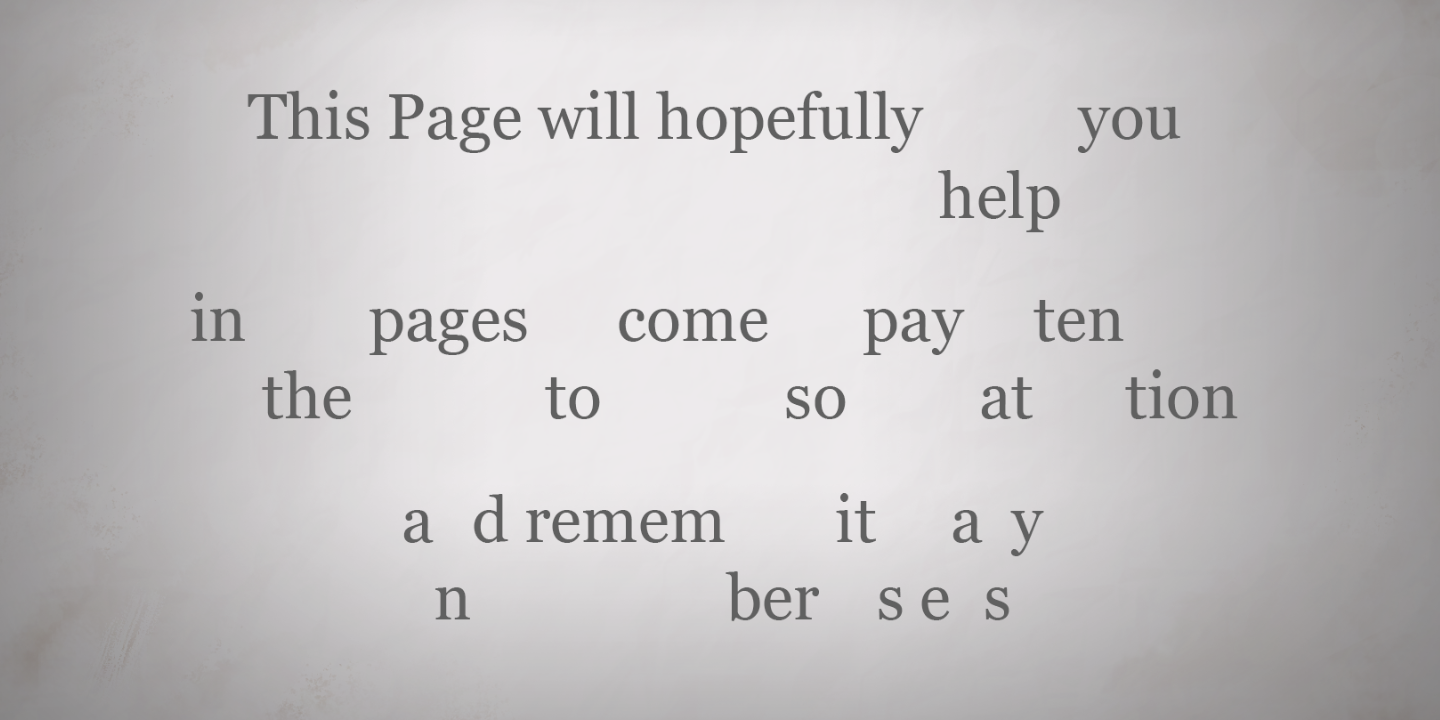 This Page will hopefully you
help
in pages come pay ten
the to so at tion
a d remem it a y
n ber s e s